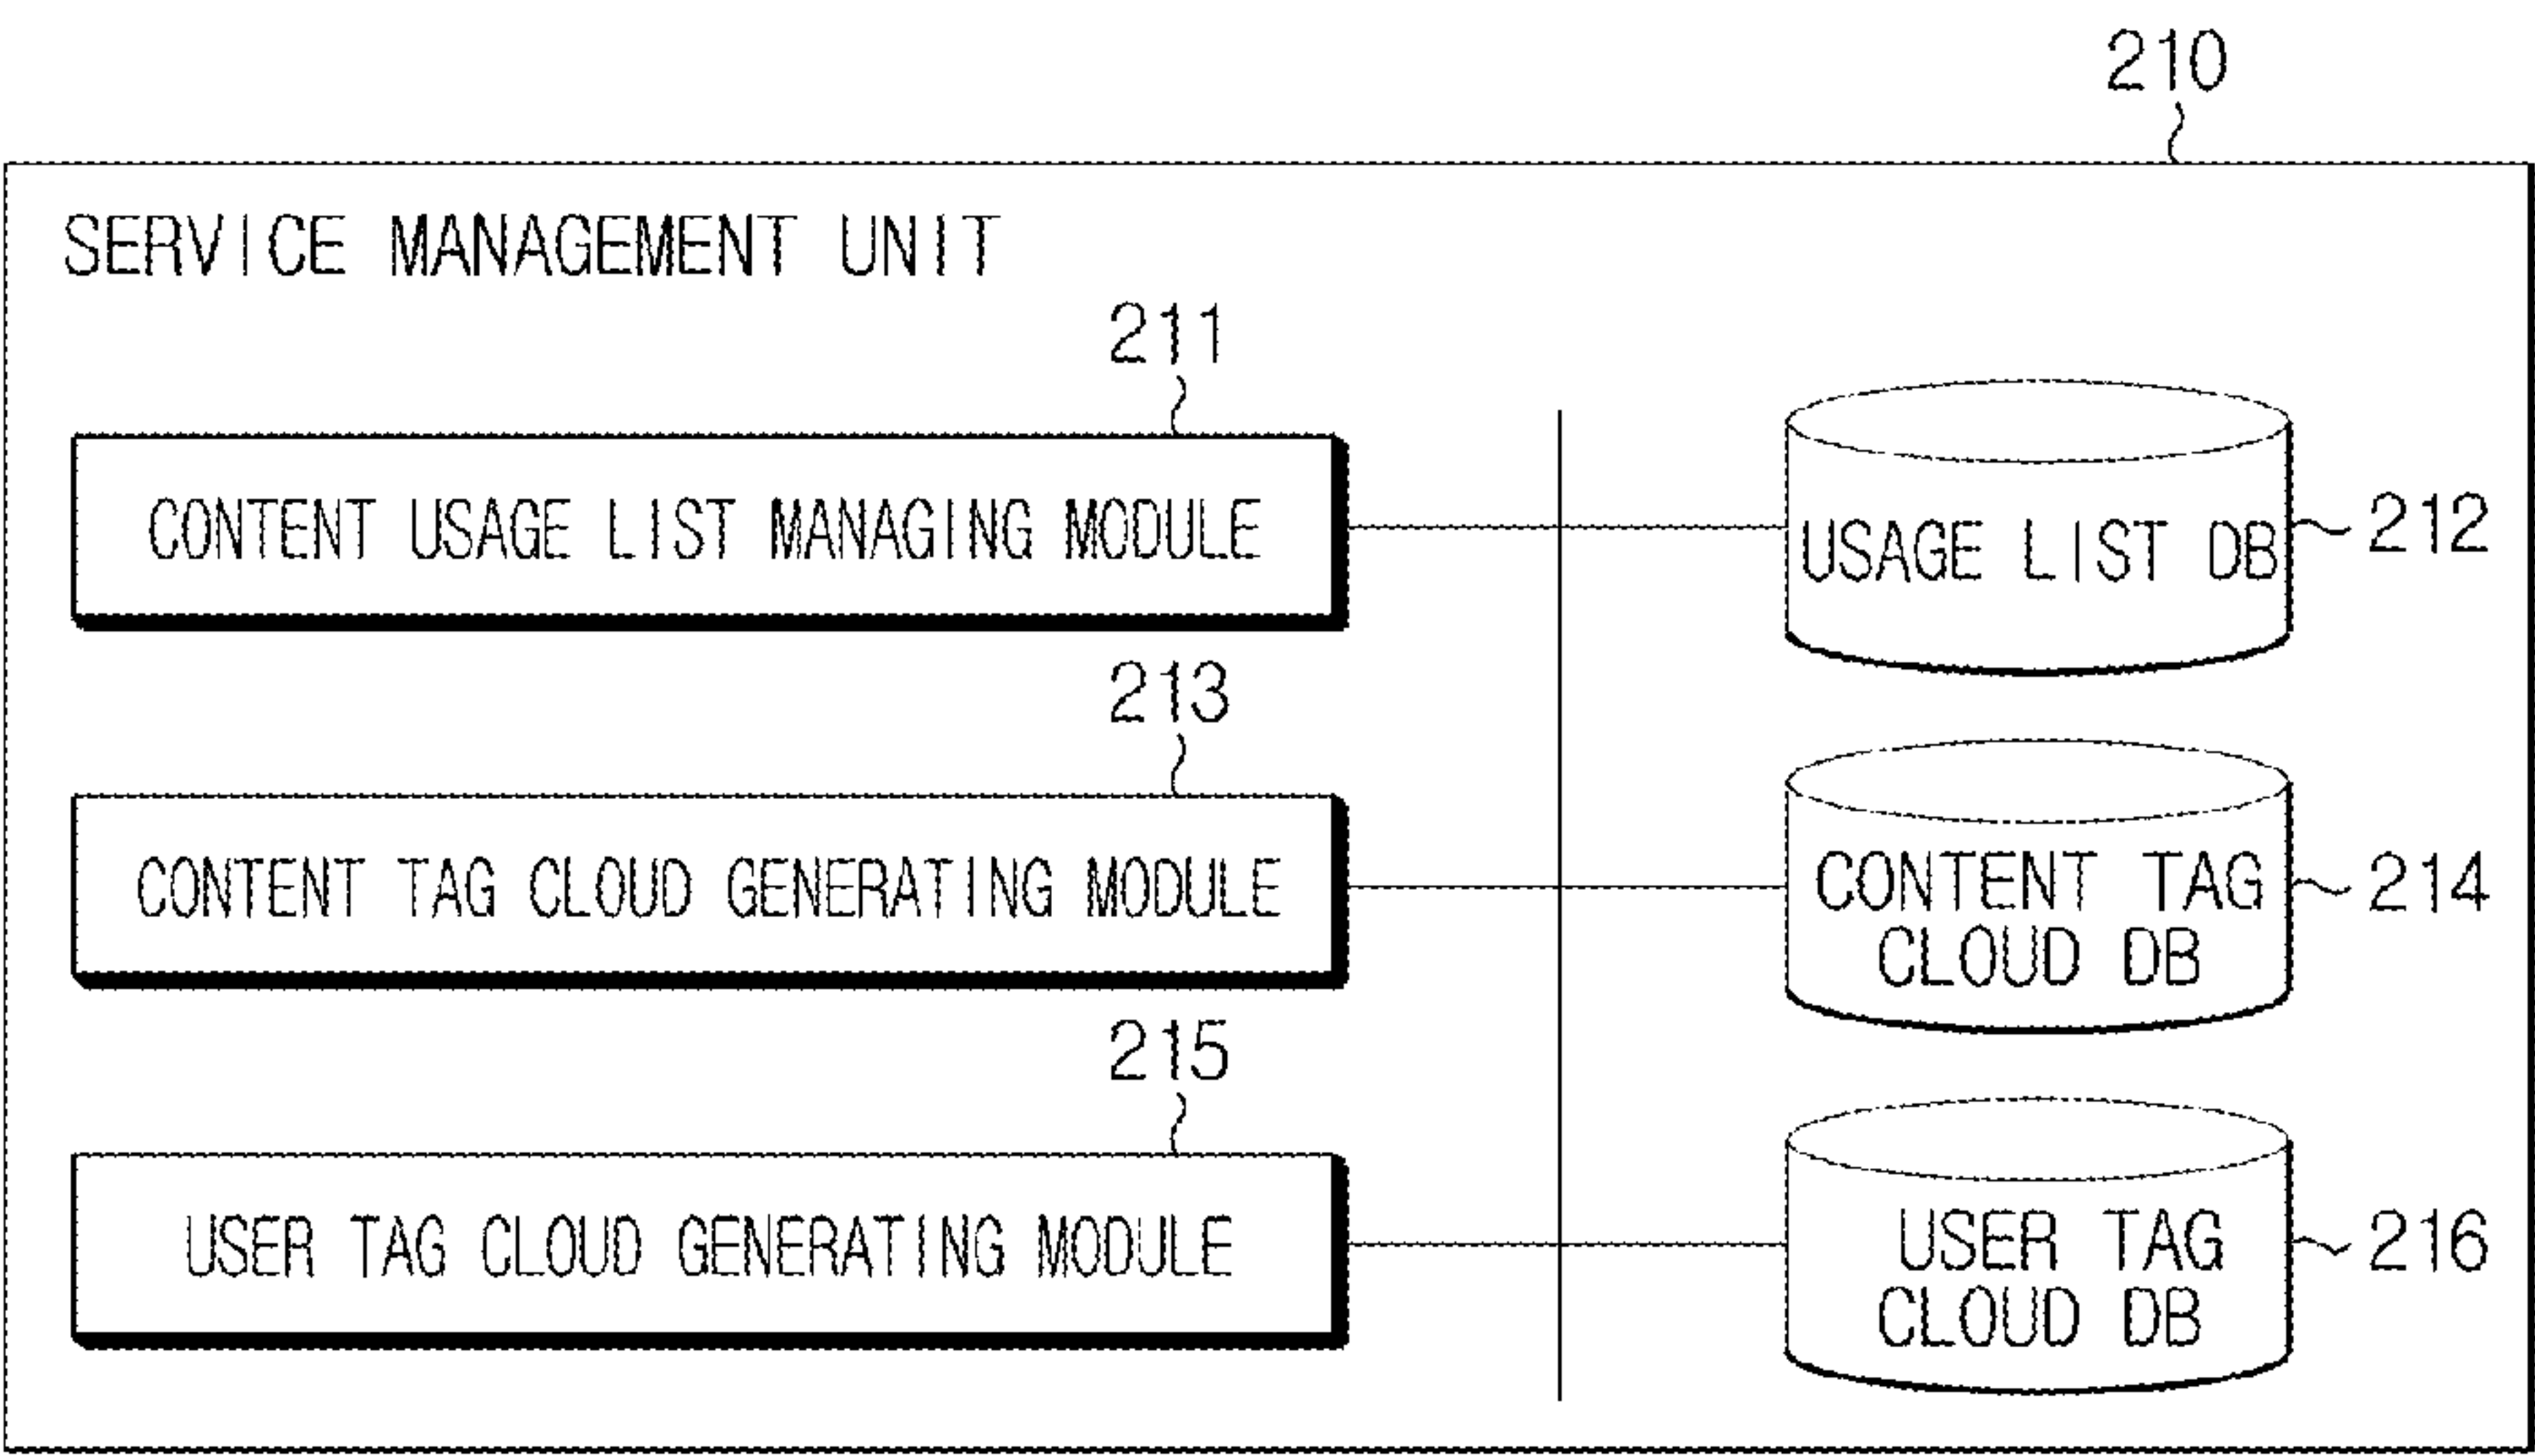 210
SERVICE MANAGEMENT UNIT
211
CONTENT USAGE LIST MANAGING MODULE
USAGE LIST DB
212
213
CONTENT TAG CLOUD GENERATING MODULE
CONTENT TAG
CLOUD DB
214
215
USER TAG CLOUD GENERATING MODULE
USER TAG
CLOUD DB
216